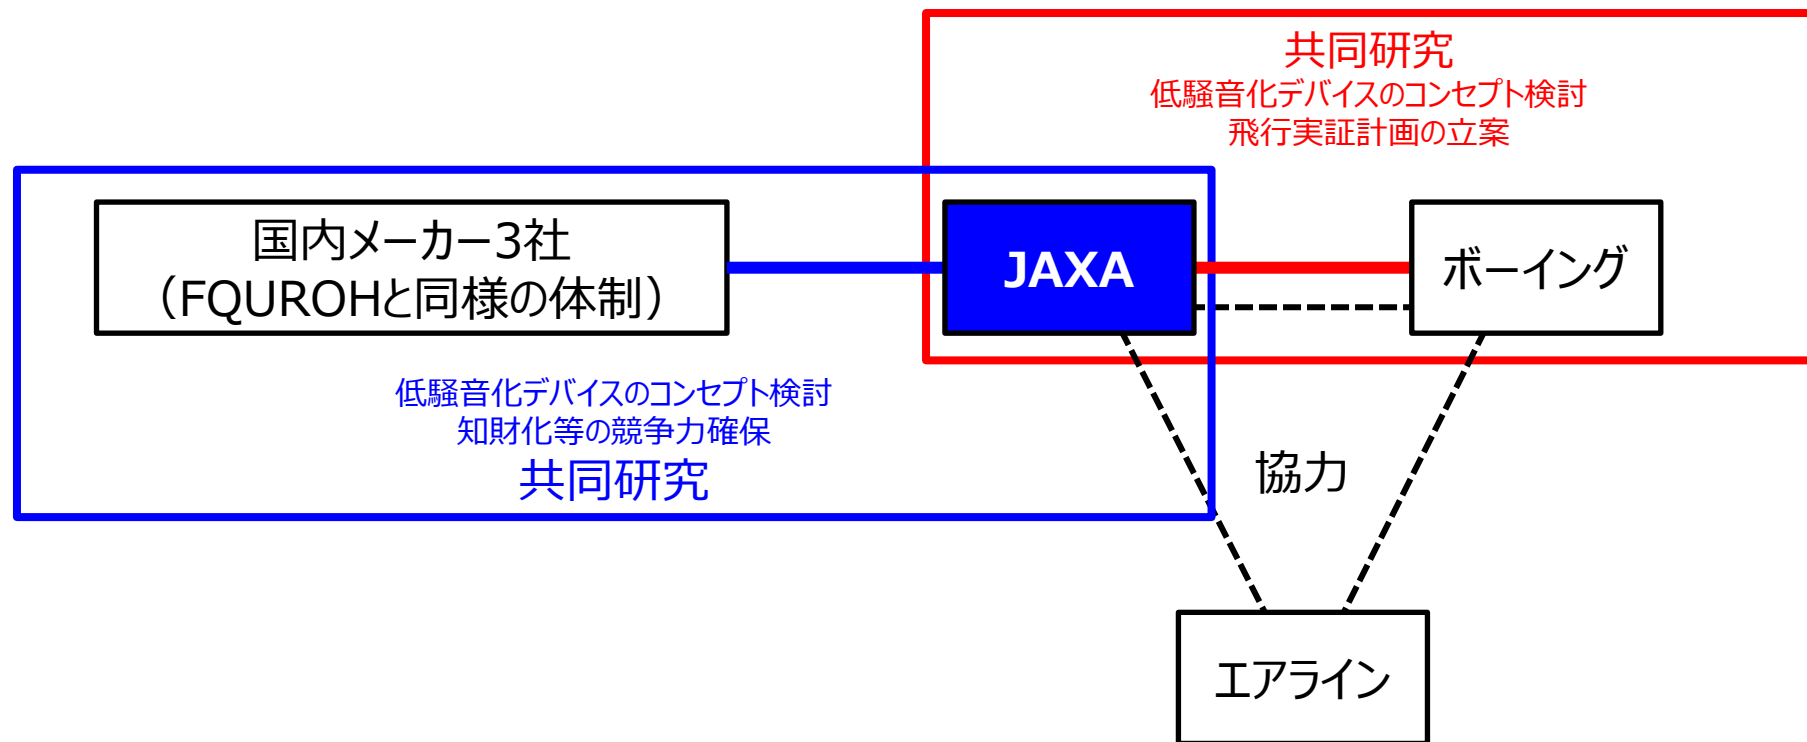 共同研究
低騒音化デバイスのコンセプト検討
飛行実証計画の立案
国内メーカー3社
（FQUROHと同様の体制）
JAXA
ボーイング
低騒音化デバイスのコンセプト検討
知財化等の競争力確保
共同研究
協力
エアライン